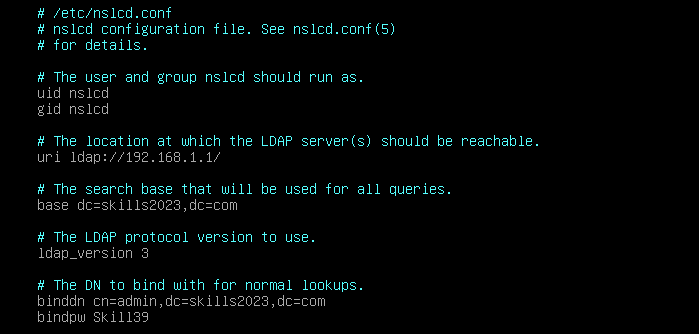 # /etc/nslcd.conf
# nslcd configuration file. See nslcd.conf(5)
# for details.
# The user and group nslcd should run as.
uid nslcd
gid nslcd
# The location at which the LDAP server(s) should be reachable.
uri ldap://192.168.1.1/
# The search base that will be used for all queries.
base dc=skills2023,dc=com
# The LDAP protocol version to use.
ldap_version 3
# The DN to bind with for normal lookups.
binddn cn=admin,dc=skills2023,dc=com
bindpw Skill39